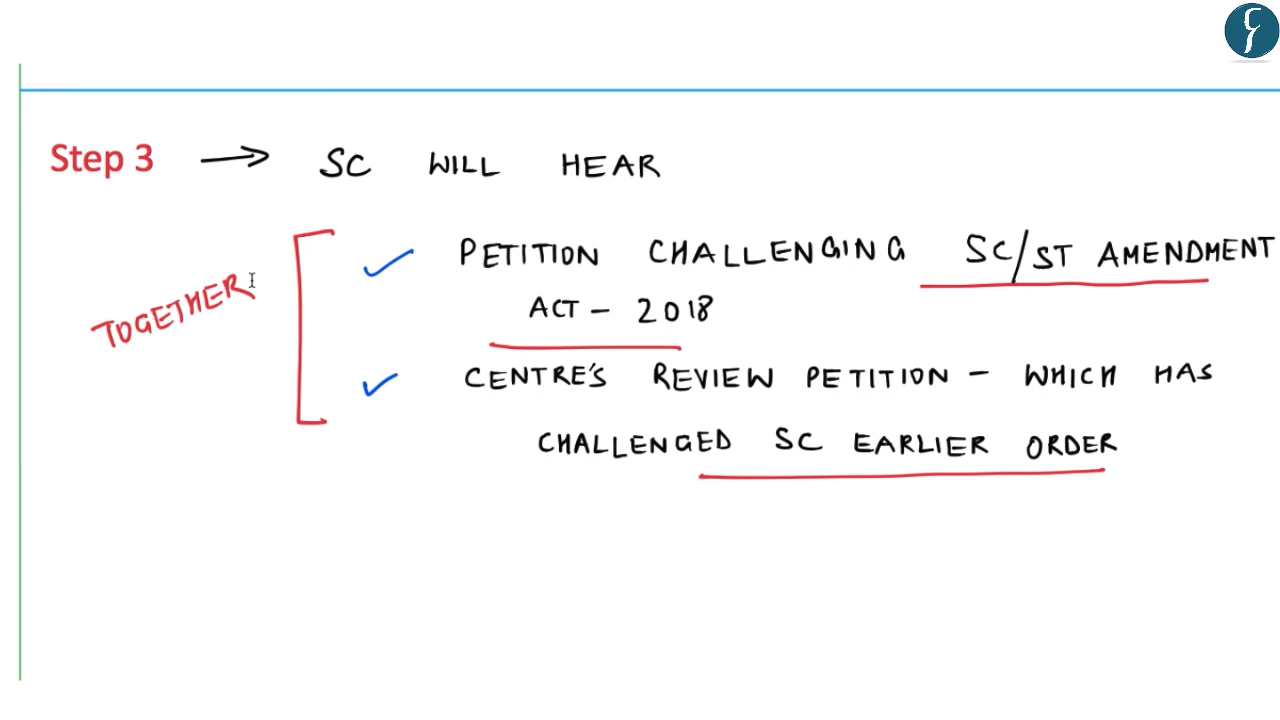 Step 3 → SC WILL HEAR
TOGETHER
PETITION CHALLENGING SC/ST AMENDMENT
ACT - 2018
CENTRE'S REVIEW PETITION - WHICH HAS
CHALLENGED SC EARLIER ORDER